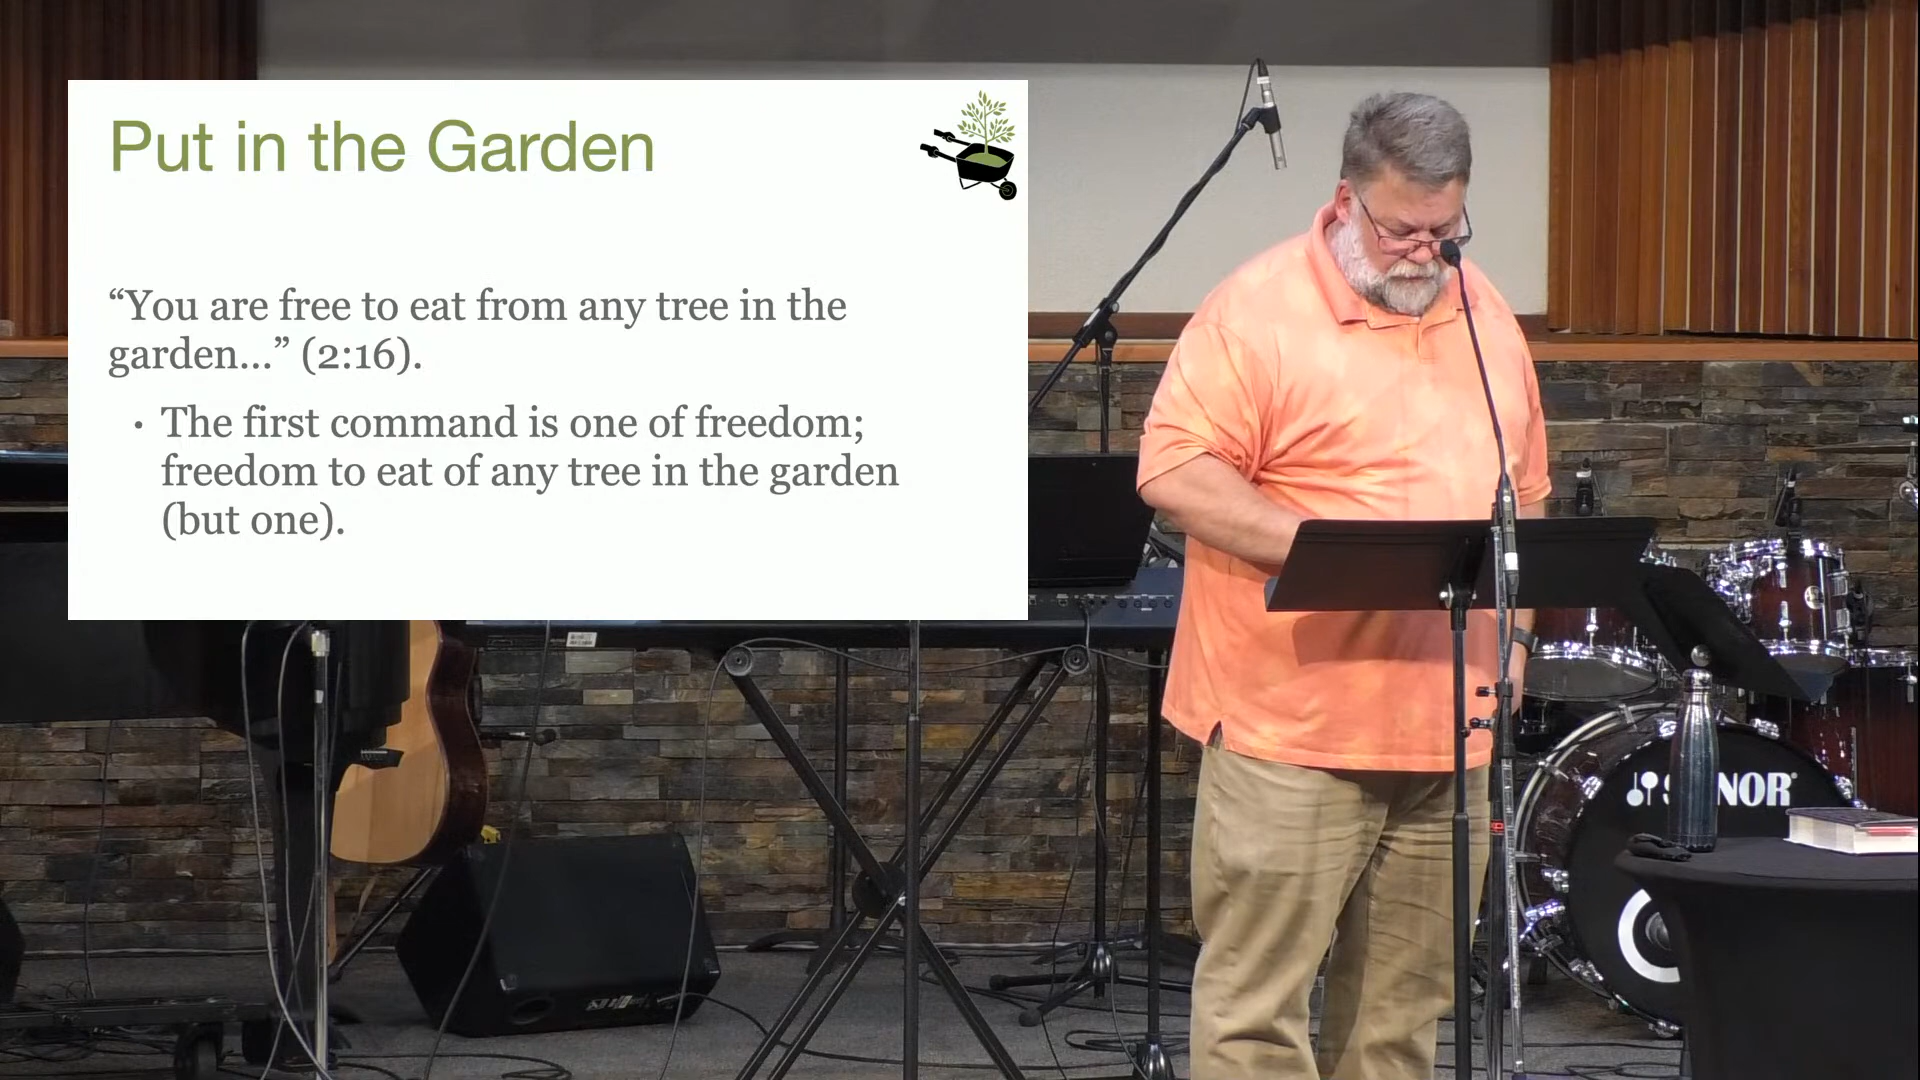 Put in the Garden
“You are free to eat from any tree in the
garden...” (2:16).
• The first command is one of freedom;
freedom to eat of any tree in the garden
(but one).